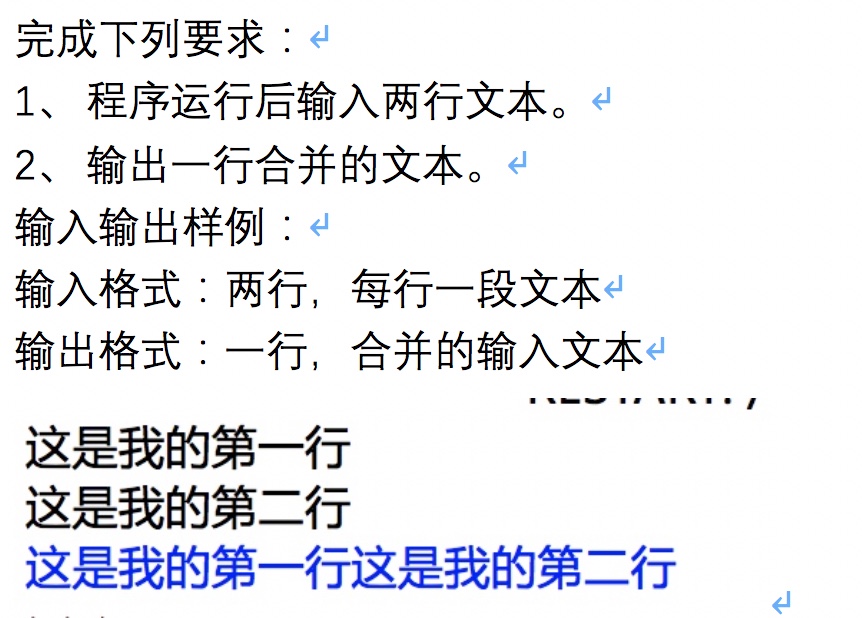 完成下列要求：
1、 程序运行后输入两行文本。
2、 输出一行合并的文本。
输入输出样例：
输入格式：两行，每行一段文本
输出格式：一行，合并的输入文本
这是我的第一行
这是我的第二行
这是我的第一行这是我的第二行